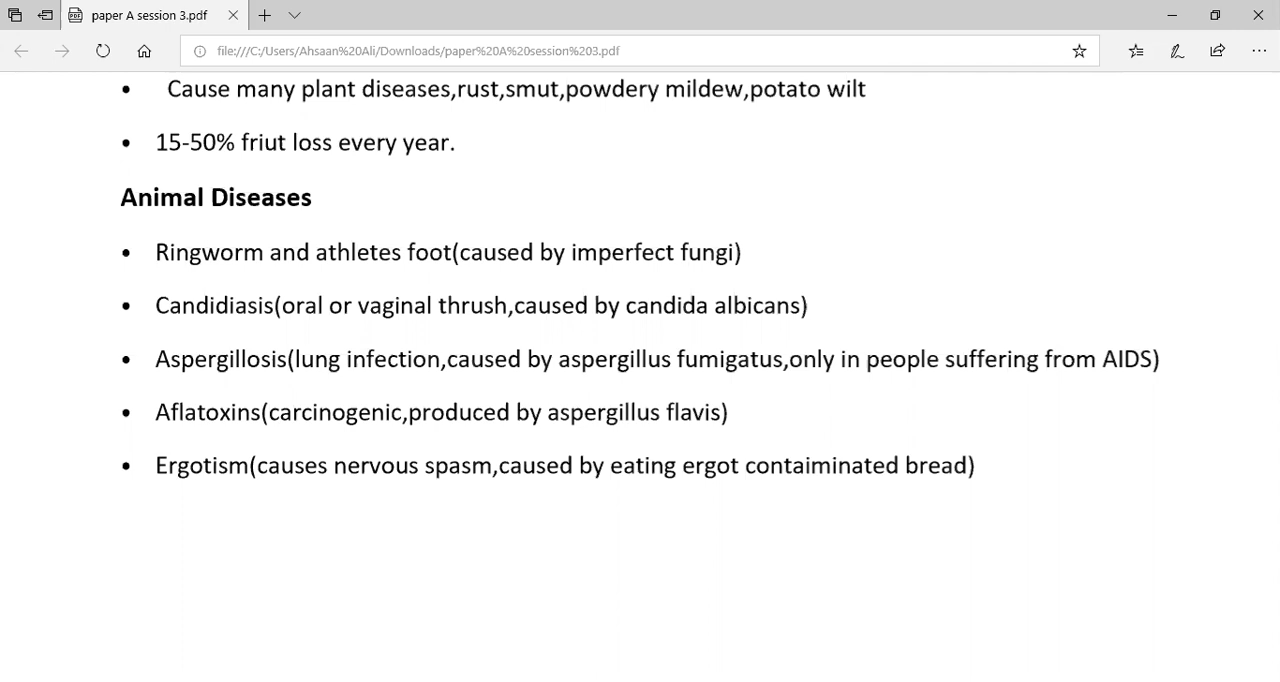 paper A session 3.pdf
file:///C:/Users/Ahsaan%20Ali/Downloads/paper%20A%20session%203.pdf
• Cause many plant diseases,rust,smut,powdery mildew,potato wilt
• 15-50% friut loss every year.
Animal Diseases
• Ringworm and athletes foot(caused by imperfect fungi)
• Candidiasis(oral or vaginal thrush,caused by candida albicans)
• Aspergillosis(lung infection,caused by aspergillus fumigatus,only in people suffering from AIDS)
• Aflatoxins(carcinogenic,produced by aspergillus flavis)
• Ergotism(causes nervous spasm,caused by eating ergot contaiminated bread)